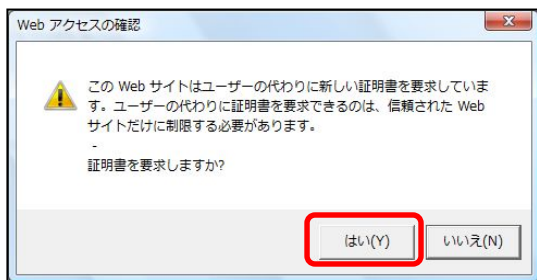 Web アクセスの確認
この Web サイトはユーザーの代わりに新しい証明書を要求していま
す。ユーザーの代わりに証明書を要求できるのは、信頼された Web
サイトだけに制限する必要があります。
-
証明書を要求しますか?
はい(Y)
いいえ(N)